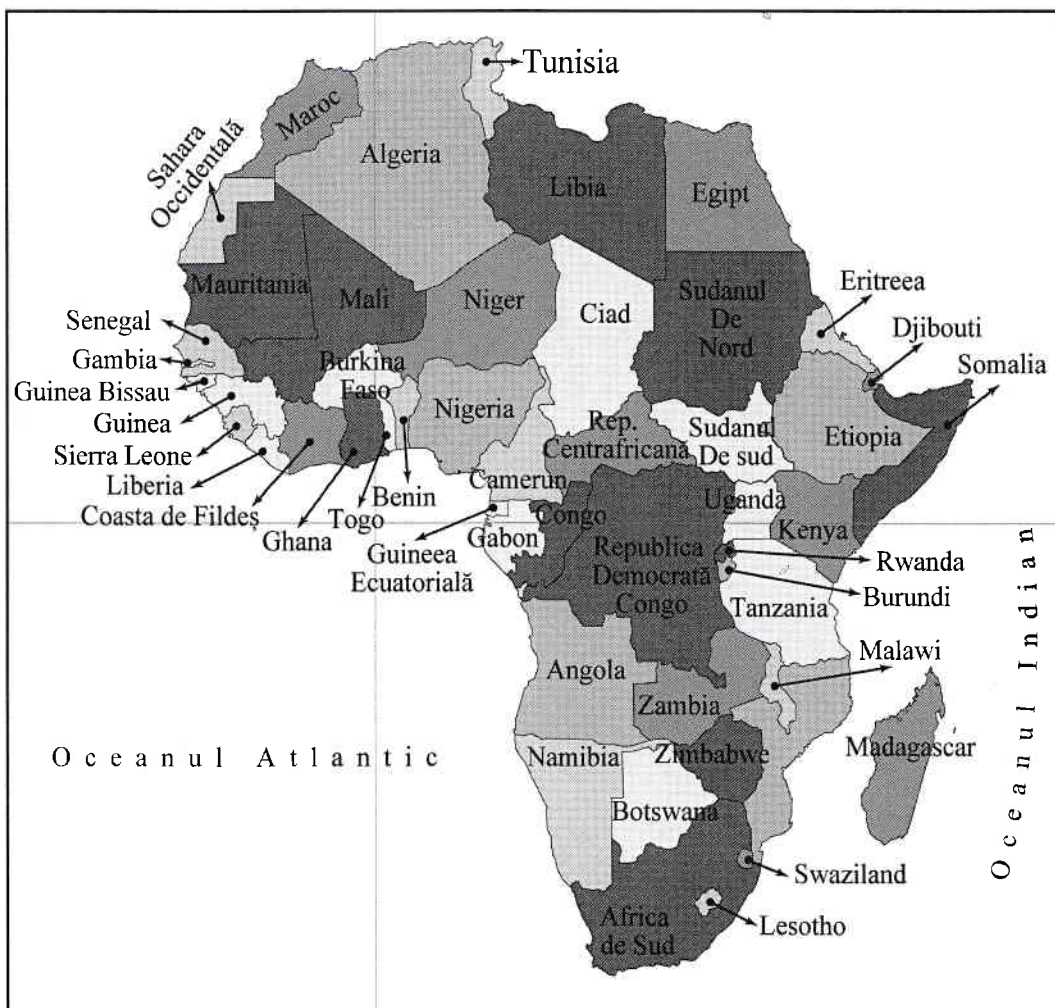 Tunisia
Maroc
Algeria
Sahara
Occidentală
Libia
Egipt
Mauritania
Mali
Niger
Ciad
Sudanul
De
Nord
Eritreea
Djibouti
Somalia
Senegal
Gambia
Guinea Bissau
Guinea
Sierra Leone
Liberia
Coasta de Fildeș
Burkina
Faso
Nigeria
Rep.
Centrafricană
Sudanul
De sud
Etiopia
Ghana
Togo
Benin
Camerun
Guineea
Ecuatorială
Gabon
Congo
Republica
Democrată
Congo
Uganda
Kenya
Rwanda
Burundi
Tanzania
Malawi
Angola
Zambia
Zimbabwe
Madagascar
Namibia
Botswana
Swaziland
Lesotho
Africa
de Sud
Oceanul Atlantic
Oceanul Indian